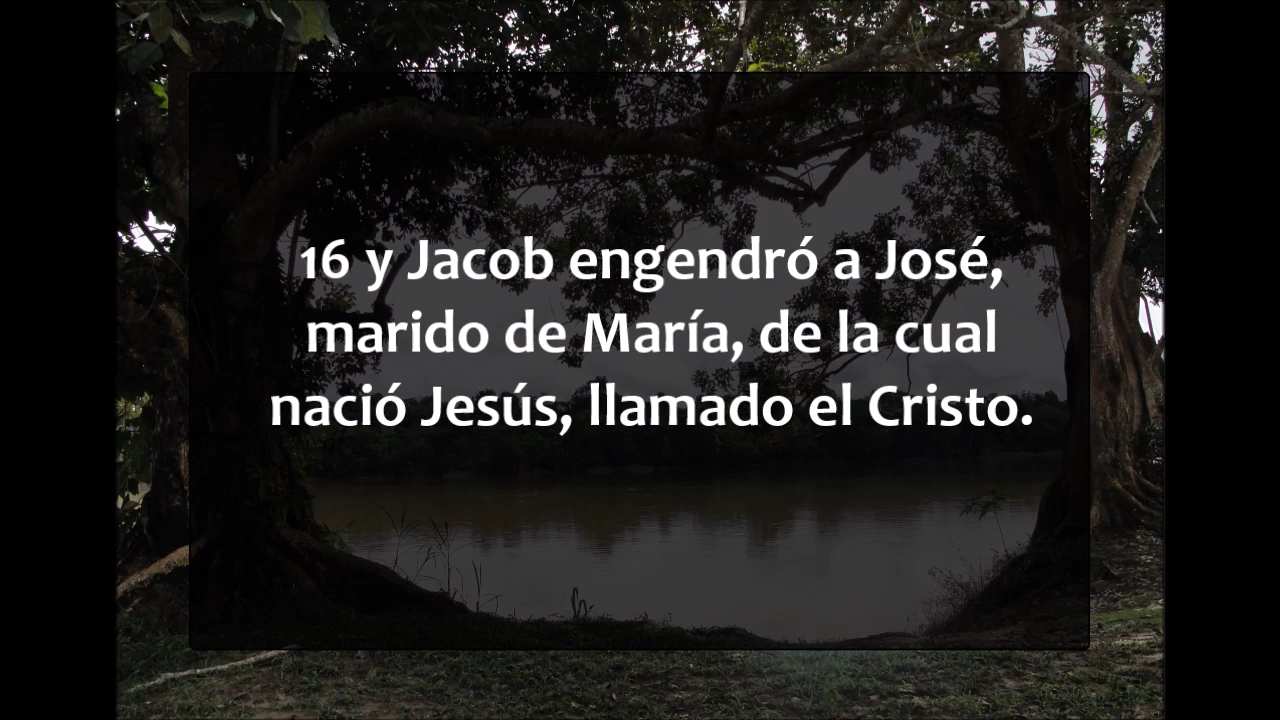 16 y Jacob engendró a José,
marido de María, de la cual
nació Jesús, llamado el Cristo.